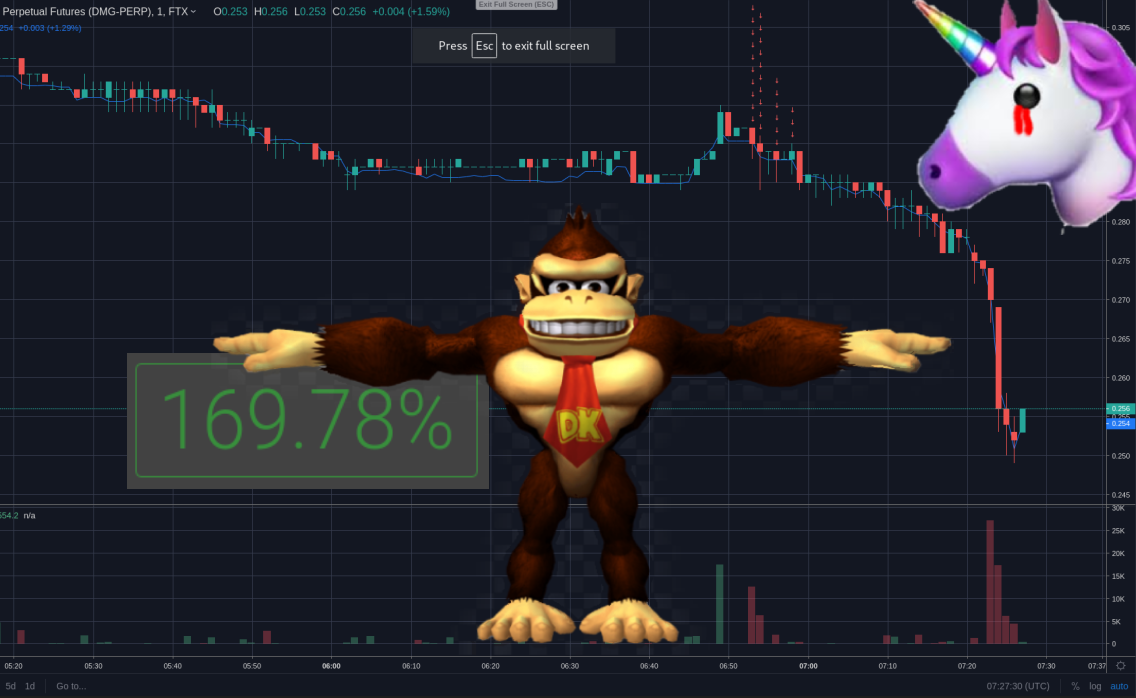 Perpetual Futures (DMG-PERP), 1, FTX O0.253 H0.256 L0.253 C0.256 +0.004 (+1.59%)
Exit Full Screen (ESC)
254 +0.003 (+1.29%)
Press Esc to exit full screen
0.305
0.280
0.275
0.270
0.265
0.260
0.256
0.254
0.250
0.245
169.78%
DK
554.2 n/a
30K
25K
20K
15K
10K
5K
0
05:20 05:30 05:40 05:50 06:00 06:10 06:20 06:30 06:40 06:50 07:00 07:10 07:20 07:30 07:37
5d 1d Go to... 07:27:30 (UTC) % log auto